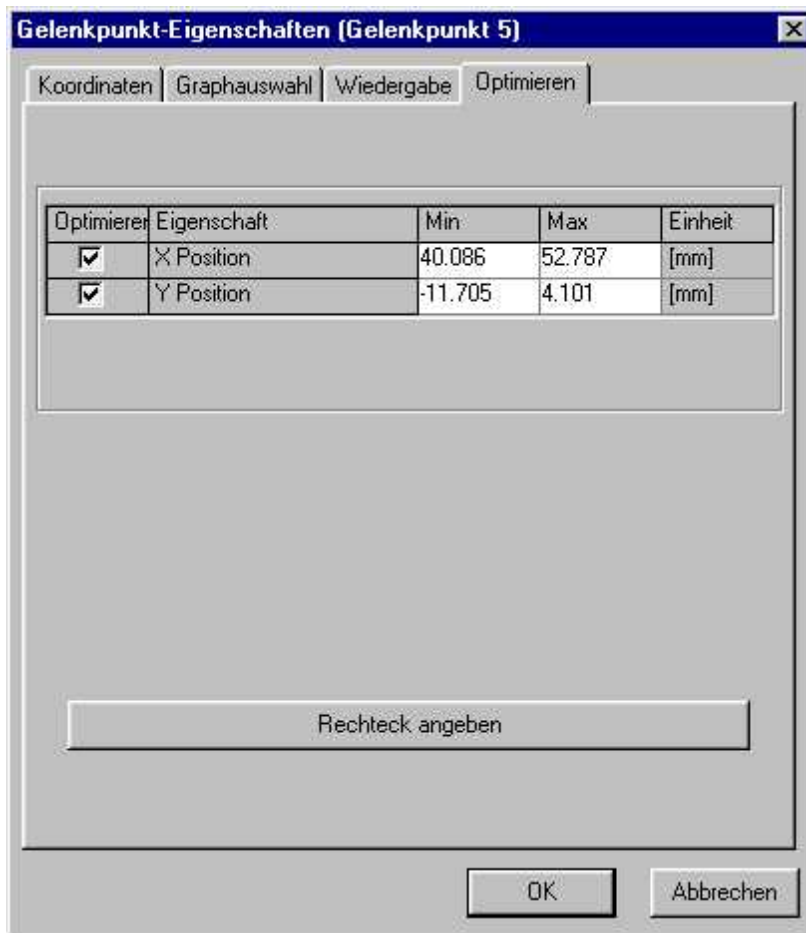 Gelenkpunkt-Eigenschaften (Gelenkpunkt 5)
Koordinaten Graphauswahl Wiedergabe Optimieren
Optimierer Eigenschaft Min Max Einheit
X Position 40.086 52.787 [mm]
Y Position -11.705 4.101 [mm]
Rechteck angeben
OK Abbrechen